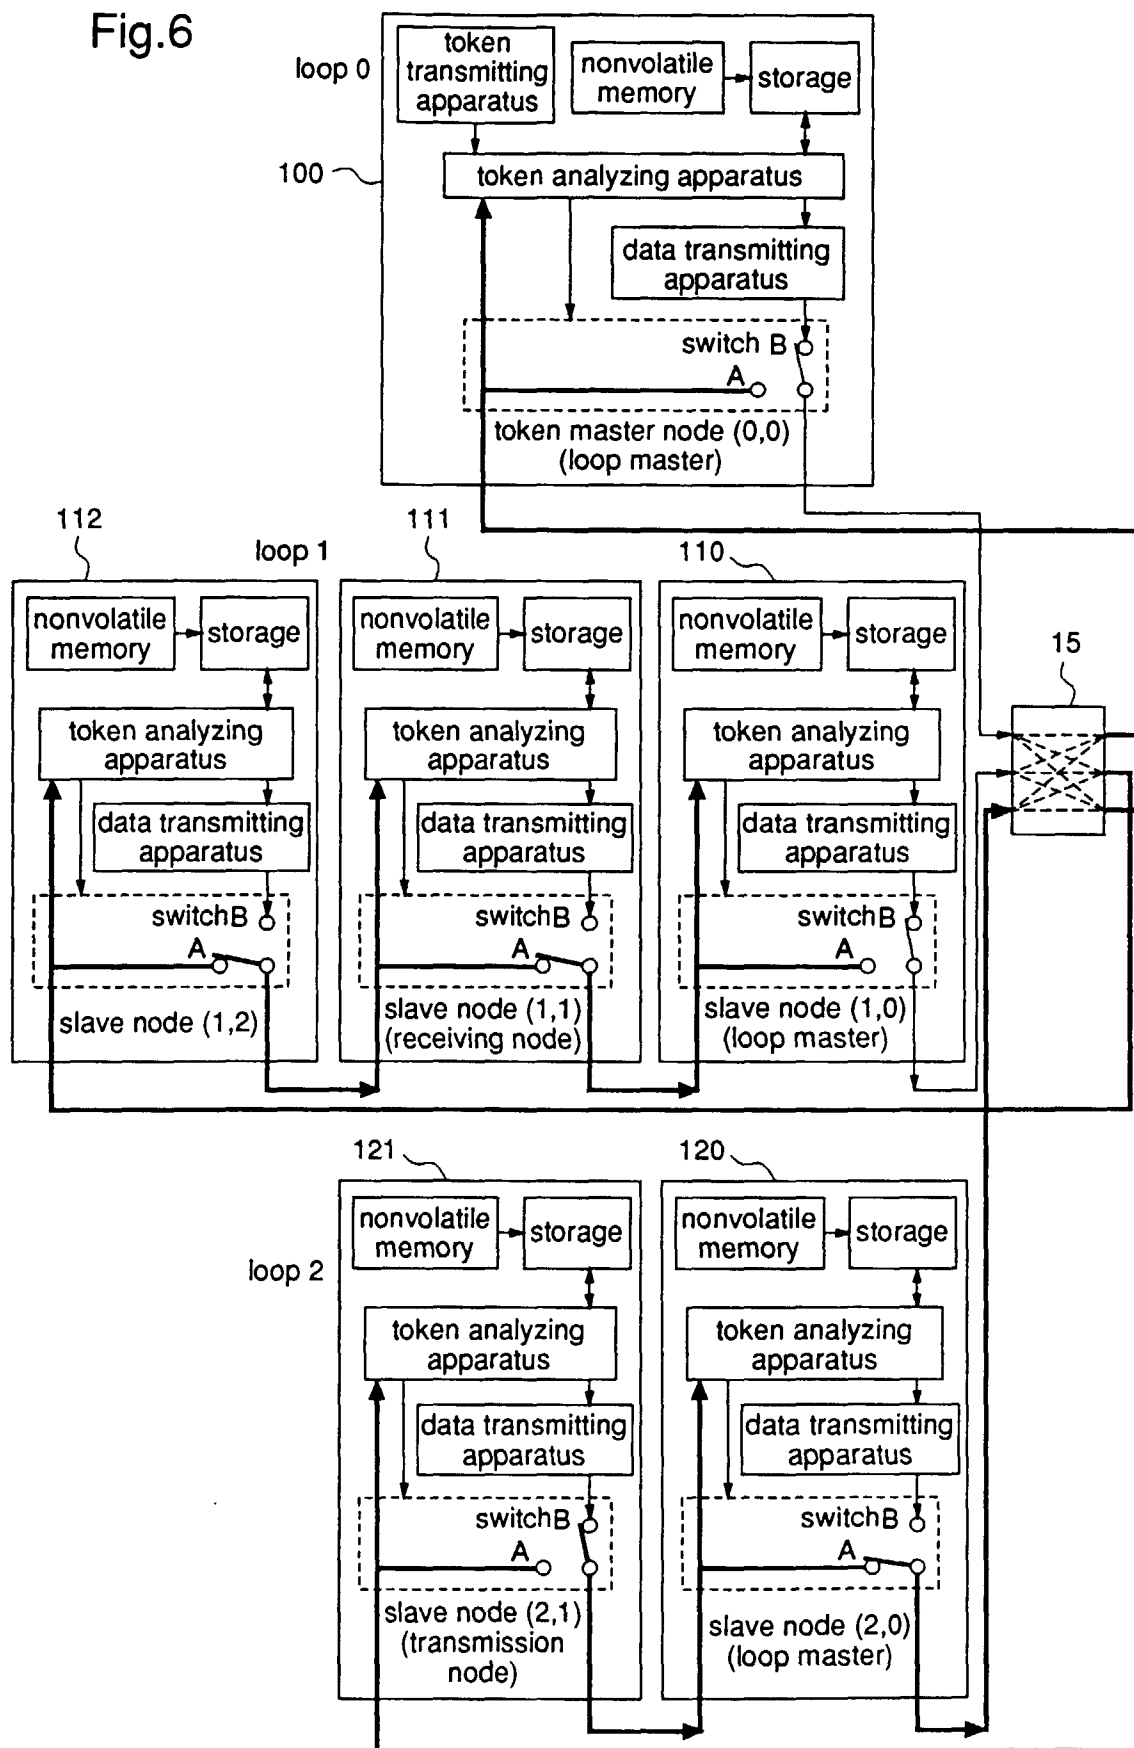 Fig.6
loop 0
token
transmitting
apparatus
nonvolatile
memory
storage
100
token analyzing apparatus
data transmitting
apparatus
switch B
A
token master node (0,0)
(loop master)
112
loop 1
111
110
15
nonvolatile
memory
storage
token analyzing
apparatus
data transmitting
apparatus
switch B
A
slave node (1,2)
nonvolatile
memory
storage
token analyzing
apparatus
data transmitting
apparatus
switch B
A
slave node (1,1)
(receiving node)
nonvolatile
memory
storage
token analyzing
apparatus
data transmitting
apparatus
switch B
A
slave node (1,0)
(loop master)
loop 2
121
120
nonvolatile
memory
storage
token analyzing
apparatus
data transmitting
apparatus
switch B
A
slave node (2,1)
(transmission
node)
nonvolatile
memory
storage
token analyzing
apparatus
data transmitting
apparatus
switch B
A
slave node (2,0)
(loop master)